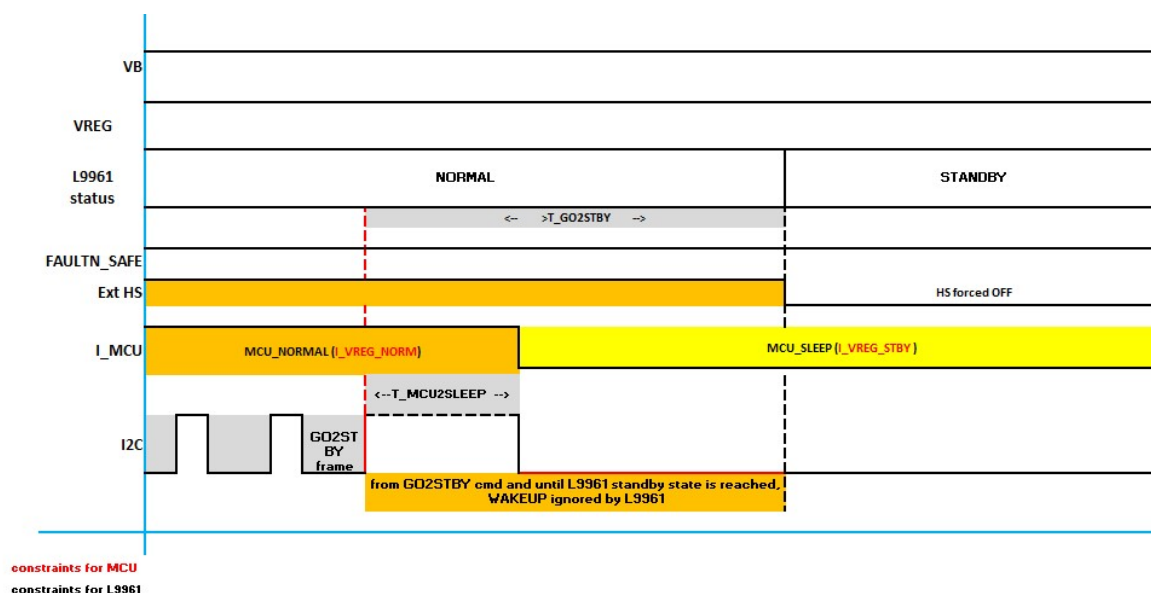 VB
VREG
L9961
status
NORMAL
STANDBY
<-- >T_GO2STBY -->
FAULTN_SAFE
Ext HS
HS forced OFF
I_MCU
MCU_NORMAL (I_VREG_NORM)
MCU_SLEEP (I_VREG_STBY )
<--T_MCU2SLEEP -->
I2C
GO2ST
BY
frame
from GO2STBY cmd and until L9961 standby state is reached,
WAKEUP ignored by L9961
constraints for MCU
constraints for L9961